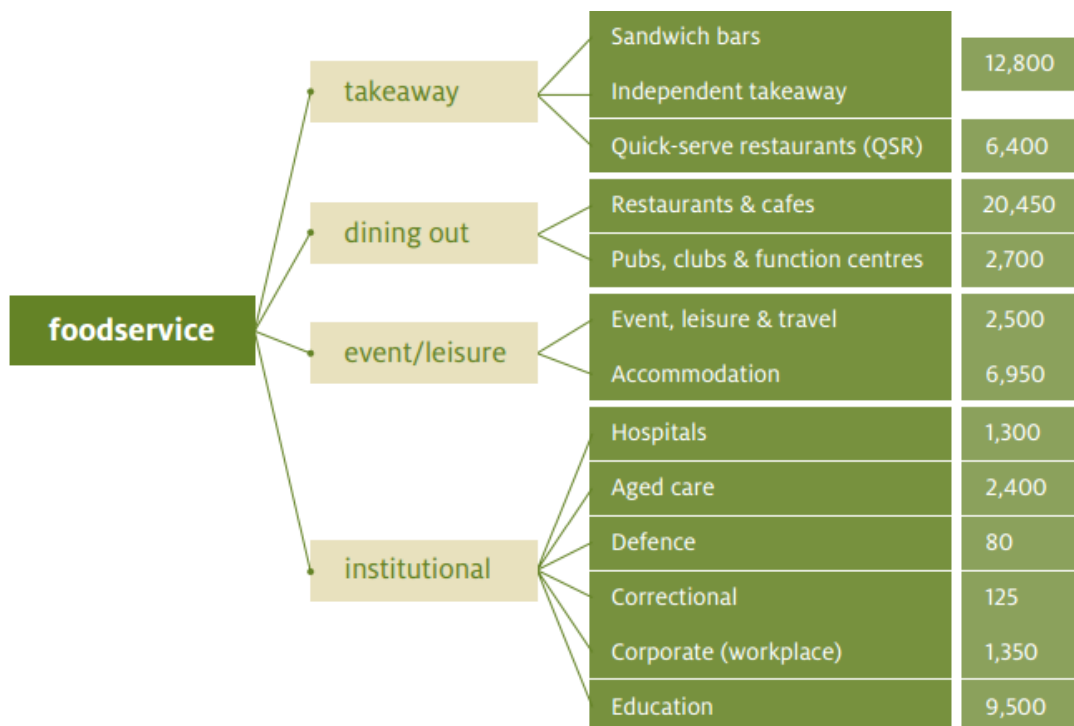 foodservice
takeaway
Sandwich bars
Independent takeaway
12,800
Quick-serve restaurants (QSR)
6,400
dining out
Restaurants & cafes
20,450
Pubs, clubs & function centres
2,700
event/leisure
Event, leisure & travel
2,500
Accommodation
6,950
institutional
Hospitals
1,300
Aged care
2,400
Defence
80
Correctional
125
Corporate (workplace)
1,350
Education
9,500